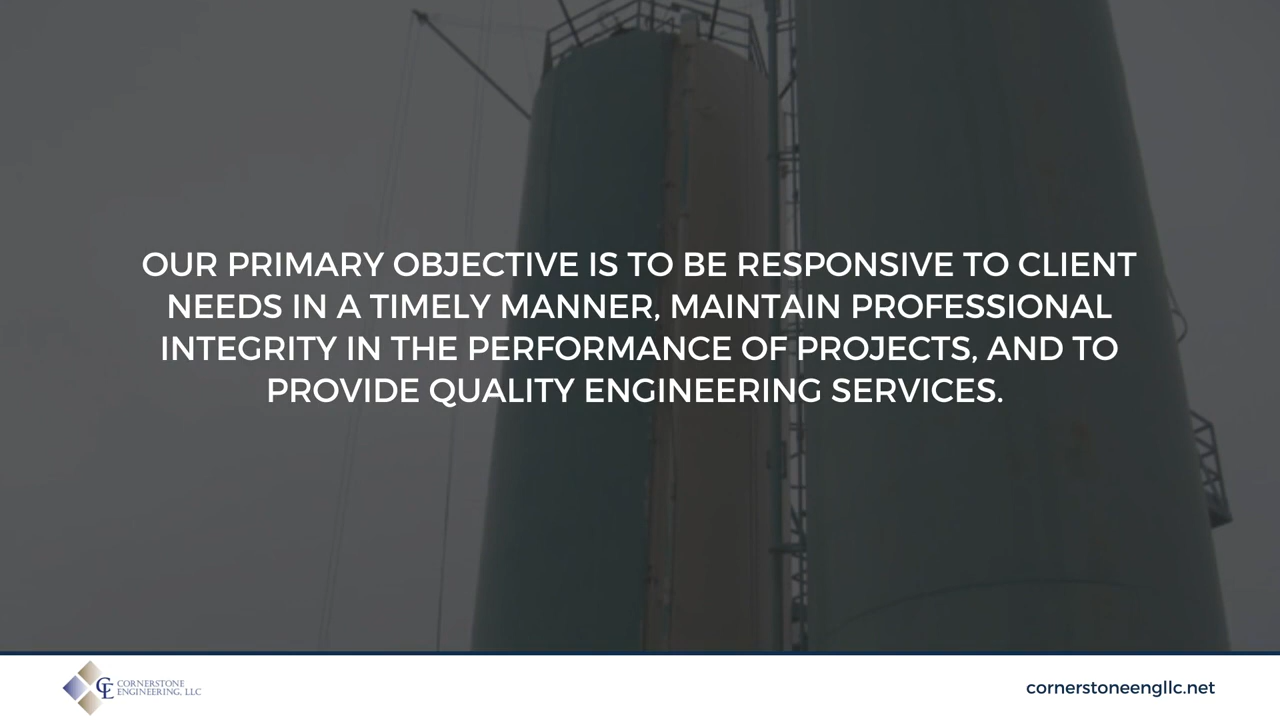 OUR PRIMARY OBJECTIVE IS TO BE RESPONSIVE TO CLIENT
NEEDS IN A TIMELY MANNER, MAINTAIN PROFESSIONAL
INTEGRITY IN THE PERFORMANCE OF PROJECTS, AND TO
PROVIDE QUALITY ENGINEERING SERVICES.
CE
CORNERSTONE
ENGINEERING, LLC
cornerstoneengllc.net